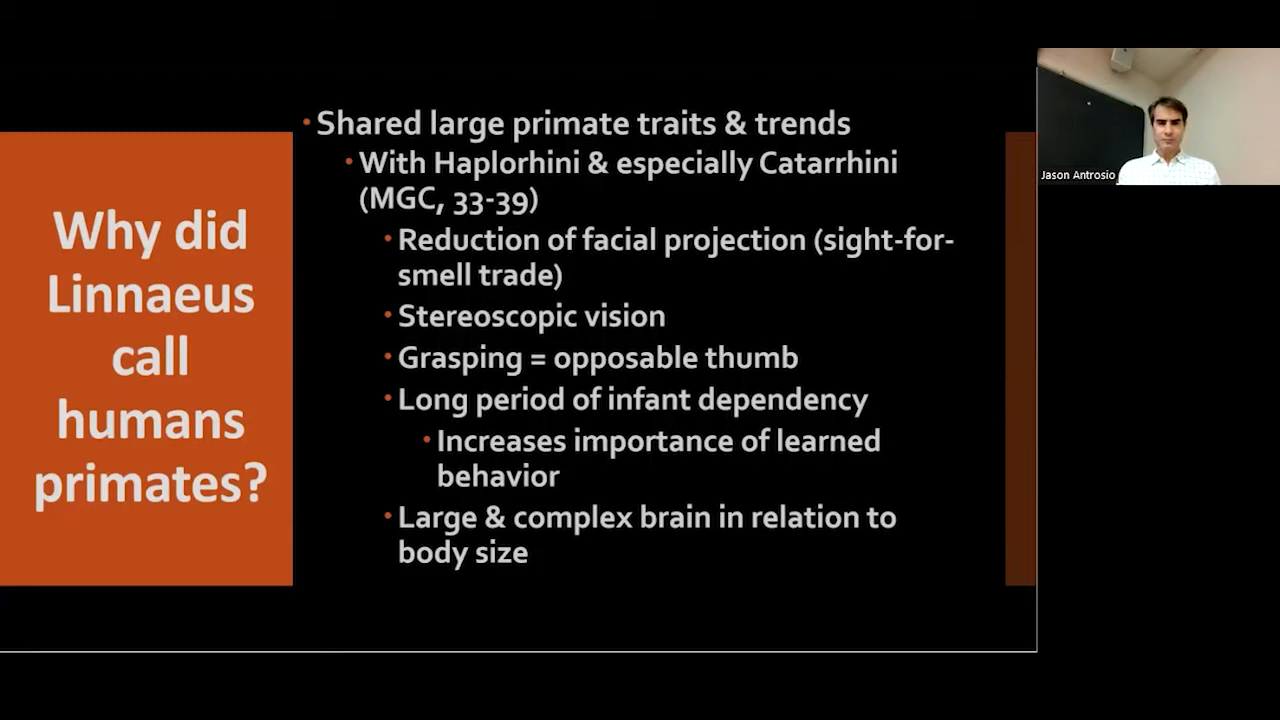 Why did
Linnaeus
call
humans
primates?
• Shared large primate traits & trends
• With Haplorhini & especially Catarrhini
(MGC, 33-39)
• Reduction of facial projection (sight-for-
smell trade)
• Stereoscopic vision
• Grasping = opposable thumb
• Long period of infant dependency
• Increases importance of learned
behavior
• Large & complex brain in relation to
body size
Jason Antrosio